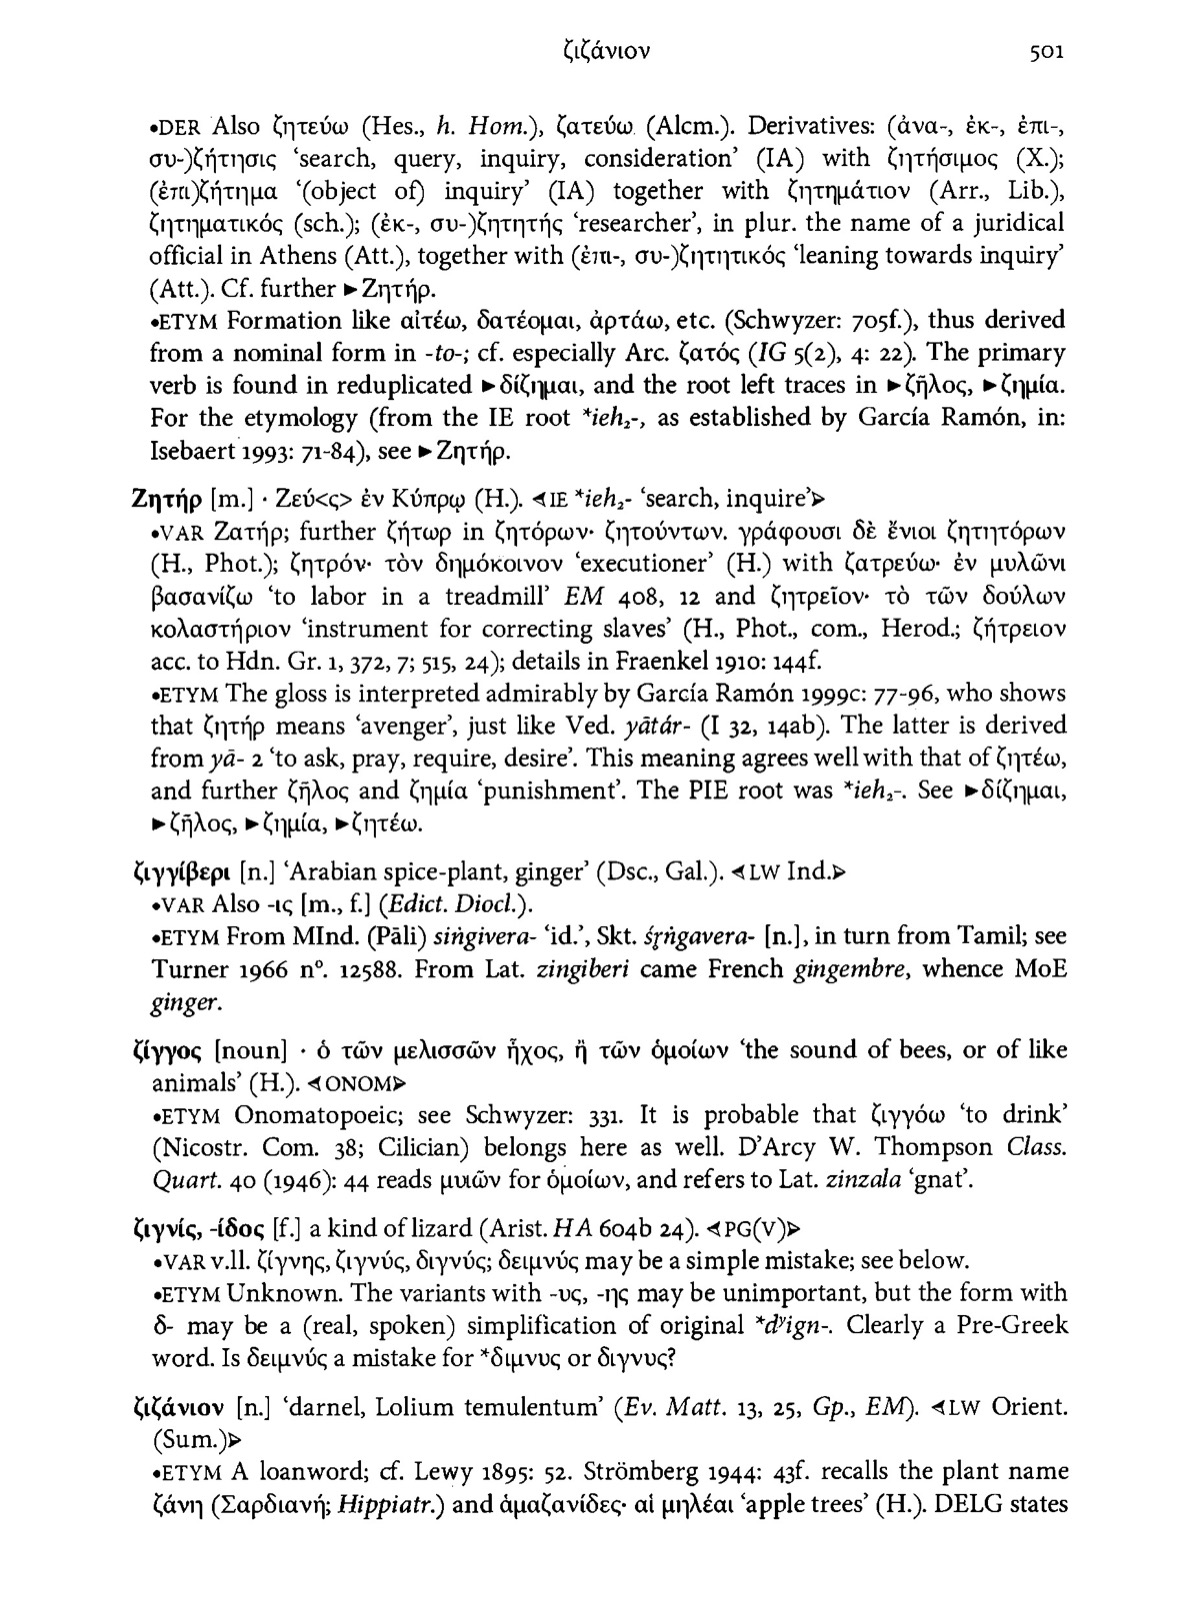 ζιζάνιον 501
•DER Also ζητεύω (Hes., h. Hom.), ζατεύω (Alcm.). Derivatives: (ἀνα-, ἐκ-, ἐπι-,
συ-)ζήτησις ‘search, query, inquiry, consideration’ (IA) with ζητήσιμος (X.);
(ἐπι)ζήτημα ‘(object of) inquiry’ (IA) together with ζητημάτιον (Arr., Lib.),
ζητηματικός (sch.); (ἐκ-, συ-)ζητητής ‘researcher’, in plur. the name of a juridical
official in Athens (Att.), together with (ἐπι-, συ-)ζητητικός ‘leaning towards inquiry’
(Att.). Cf. further ►Ζητήρ.
•ETYM Formation like αἰτέω, δατέομαι, ἀρτάω, etc. (Schwyzer: 705f.), thus derived
from a nominal form in -to-; cf. especially Arc. ζατός (IG 5(2), 4: 22). The primary
verb is found in reduplicated ►δίζημαι, and the root left traces in ►ζῆλος, ►ζημία.
For the etymology (from the IE root *ieh₂-, as established by García Ramón, in:
Isebaert 1993: 71-84), see ►Ζητήρ.
Ζητήρ [m.] · Ζεύ<ς> ἐν Κύπρῳ (H.). ⊲IE *ieh₂- ‘search, inquire’⊳
•VAR Ζατήρ; further ζήτωρ in ζητόρων· ζητούντων. γράφουσι δὲ ἔνιοι ζητητόρων
(H., Phot.); ζητρόν· τὸν δημόκοινον ‘executioner’ (H.) with ζατρεύω· ἐν μυλῶνι
βασανίζω ‘to labor in a treadmill’ EM 408, 12 and ζητρεῖον· τὸ τῶν δούλων
κολαστήριον ‘instrument for correcting slaves’ (H., Phot., com., Herod.; ζήτρειον
acc. to Hdn. Gr. 1, 372, 7; 515, 24); details in Fraenkel 1910: 144f.
•ETYM The gloss is interpreted admirably by García Ramón 1999c: 77-96, who shows
that ζητήρ means ‘avenger’, just like Ved. yātár- (I 32, 14ab). The latter is derived
from yā- 2 ‘to ask, pray, require, desire’. This meaning agrees well with that of ζητέω,
and further ζῆλος and ζημία ‘punishment’. The PIE root was *ieh₂-. See ►δίζημαι,
►ζῆλος, ►ζημία, ►ζητέω.
ζιγγίβερι [n.] ‘Arabian spice-plant, ginger’ (Dsc., Gal.). ⊲LW Ind.⊳
•VAR Also -ις [m., f.] (Edict. Diocl.).
•ETYM From MInd. (Pāli) siṅgivera- ‘id.’, Skt. śr̥ṅgavera- [n.], in turn from Tamil; see
Turner 1966 nº. 12588. From Lat. zingiberi came French gingembre, whence MoE
ginger.
ζίγγος [noun] · ὁ τῶν μελισσῶν ἦχος, ἢ τῶν ὁμοίων ‘the sound of bees, or of like
animals’ (H.). ⊲ONOM⊳
•ETYM Onomatopoeic; see Schwyzer: 331. It is probable that ζιγγόω ‘to drink’
(Nicostr. Com. 38; Cilician) belongs here as well. D’Arcy W. Thompson Class.
Quart. 40 (1946): 44 reads μυιῶν for ὁμοίων, and refers to Lat. zinzala ‘gnat’.
ζιγνίς, -ίδος [f.] a kind of lizard (Arist. HA 604b 24). ⊲PG(V)⊳
•VAR v.ll. ζίγνης, ζιγνύς, διγνύς; δειμνύς may be a simple mistake; see below.
•ETYM Unknown. The variants with -υς, -ης may be unimportant, but the form with
δ- may be a (real, spoken) simplification of original *dʸign-. Clearly a Pre-Greek
word. Is δειμνύς a mistake for *διμνυς or διγνυς?
ζιζάνιον [n.] ‘darnel, Lolium temulentum’ (Ev. Matt. 13, 25, Gp., EM). ⊲LW Orient.
(Sum.)⊳
•ETYM A loanword; cf. Lewy 1895: 52. Strömberg 1944: 43f. recalls the plant name
ζάνη (Σαρδιανή; Hippiatr.) and ἁμαζανίδες· αἱ μηλέαι ‘apple trees’ (H.). DELG states